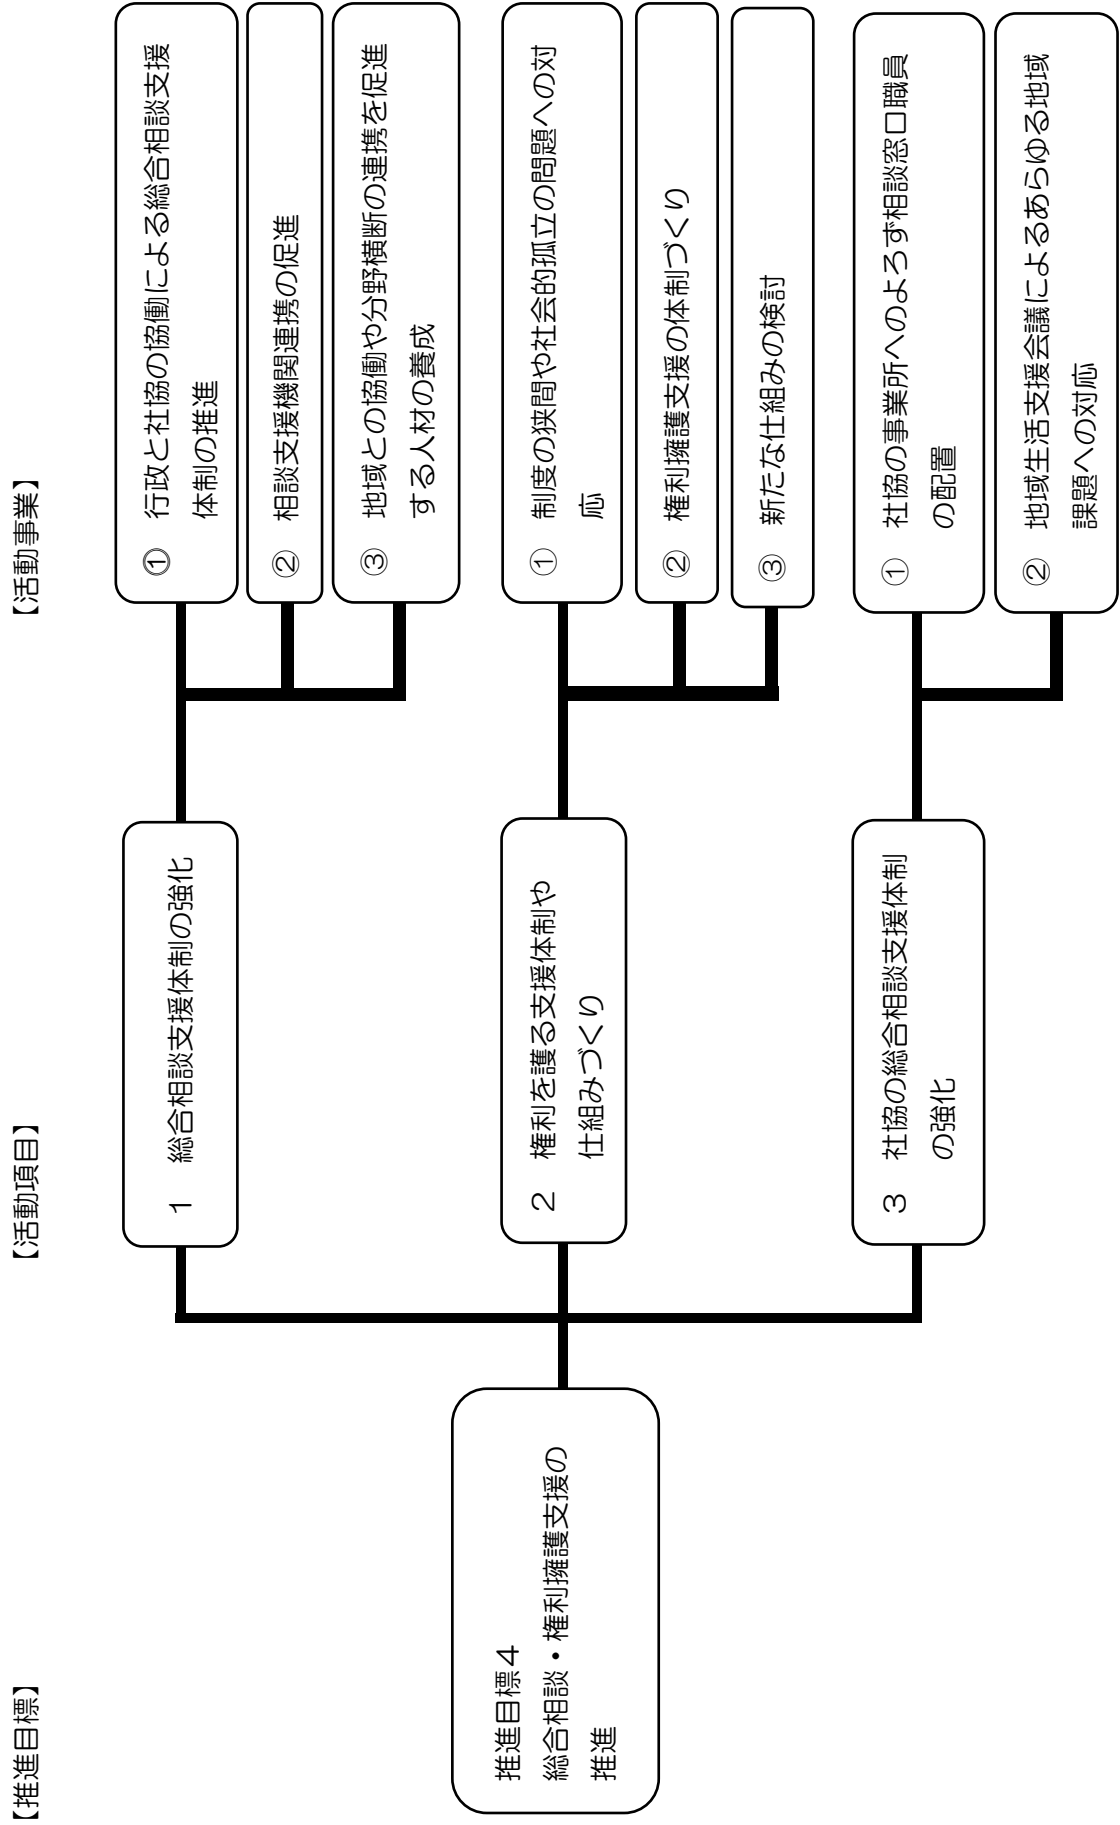 【推進目標】
【活動項目】
【活動事業】
推進目標４
総合相談・権利擁護支援の
推進
１　総合相談支援体制の強化
①　行政と社協の協働による総合相談支援
体制の推進
②　相談支援機関連携の促進
③　地域との協働や分野横断の連携を促進
する人材の養成
２　権利を護る支援体制や
仕組みづくり
①　制度の狭間や社会的孤立の問題への対
応
②　権利擁護支援の体制づくり
③　新たな仕組みの検討
３　社協の総合相談支援体制
の強化
①　社協の事業所へのよろず相談窓口職員
の配置
②　地域生活支援会議によるあらゆる地域
課題への対応